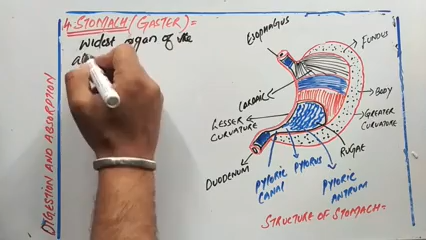 4. STOMACH (GASTER) =
widest region of the
DIGESTION AND ABSORPTION
ESOPHAGUS
FUNDUS
CARDIAC
BODY
LESSER
CURVATURE
GREATER
CURVATURE
RUGAE
DUODENUM
PYLORIC
CANAL
PYLORUS
PYLORIC
ANTRUM
STRUCTURE OF STOMACH =